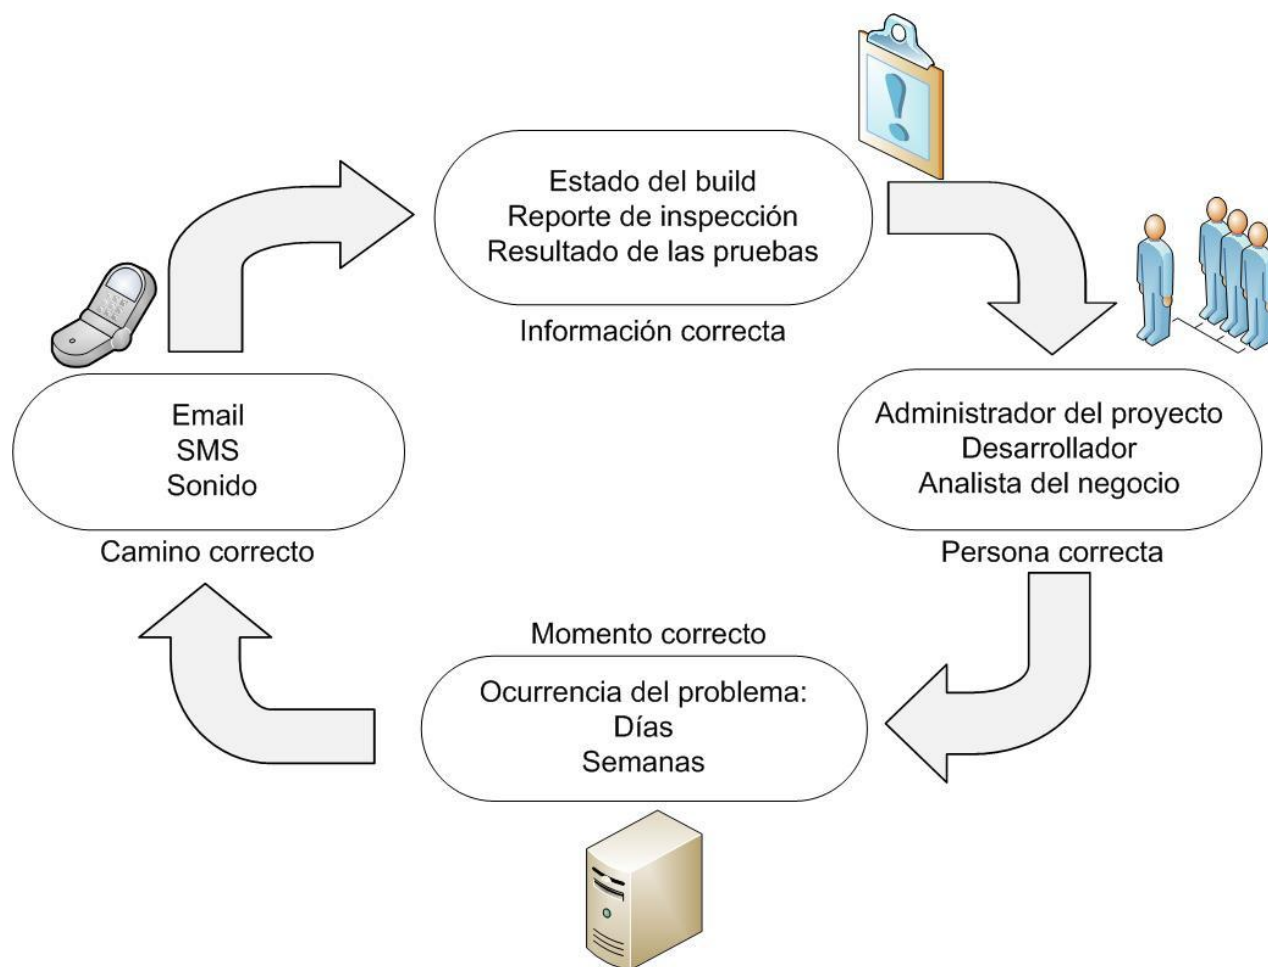 Estado del build
Reporte de inspección
Resultado de las pruebas
Información correcta
Administrador del proyecto
Desarrollador
Analista del negocio
Persona correcta
Momento correcto
Ocurrencia del problema:
Días
Semanas
Email
SMS
Sonido
Camino correcto